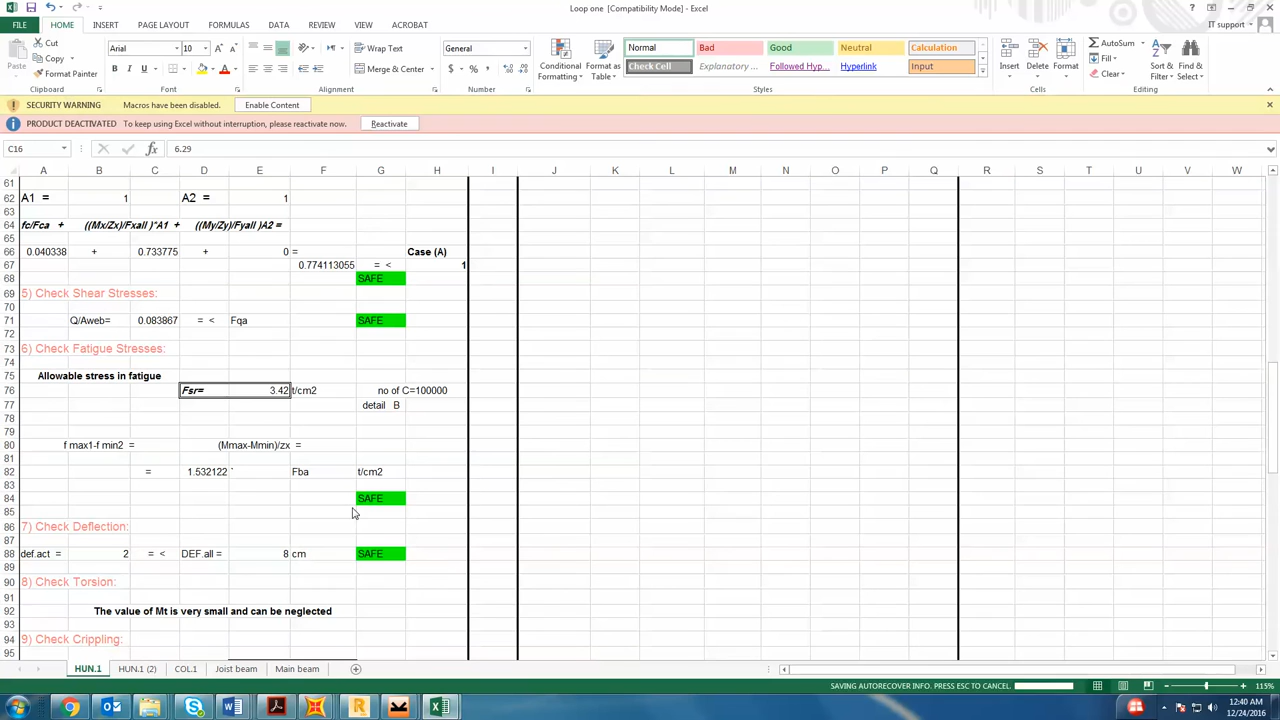 Loop one [Compatibility Mode] - Excel
FILE HOME INSERT PAGE LAYOUT FORMULAS DATA REVIEW VIEW ACROBAT IT support
Cut Arial 10 Wrap Text General Normal Bad Good Neutral Calculation AutoSum
Copy Fill
Paste Format Painter Merge & Center Conditional Formatting Format as Table Check Cell Explanatory ... Followed Hyp... Hyperlink Input Insert Delete Format Clear Sort & Filter Find & Select
Clipboard Font Alignment Number Styles Cells Editing
SECURITY WARNING Macros have been disabled. Enable Content
PRODUCT DEACTIVATED To keep using Excel without interruption, please reactivate now. Reactivate
C16 fx 6.29
A B C D E F G H I J K L M N O P Q R S T U V W
61
62 A1 = 1 A2 = 1
63
64 fc/Fca + ((Mx/Zx)/Fxall )*A1 + ((My/Zy)/Fyall )A2 =
65
66 0.040338 + 0.733775 + 0 = Case (A)
67 0.774113055 = < 1
68 SAFE
69 5) Check Shear Stresses:
70
71 Q/Aweb= 0.083867 = < Fqa SAFE
72
73 6) Check Fatigue Stresses:
74
75 Allowable stress in fatigue
76 Fsr= 3.42 t/cm2 no of C=100000
77 detail B
78
79
80 f max1-f min2 = (Mmax-Mmin)/zx =
81
82 = 1.532122 ` Fba t/cm2
83
84 SAFE
85
86 7) Check Deflection:
87
88 def.act = 2 = < DEF.all = 8 cm SAFE
89
90 8) Check Torsion:
91
92 The value of Mt is very small and can be neglected
93
94 9) Check Crippling:
95
HUN.1 HUN.1 (2) COL.1 Joist beam Main beam
SAVING AUTORECOVER INFO. PRESS ESC TO CANCEL. 115%
12:40 AM
12/24/2016